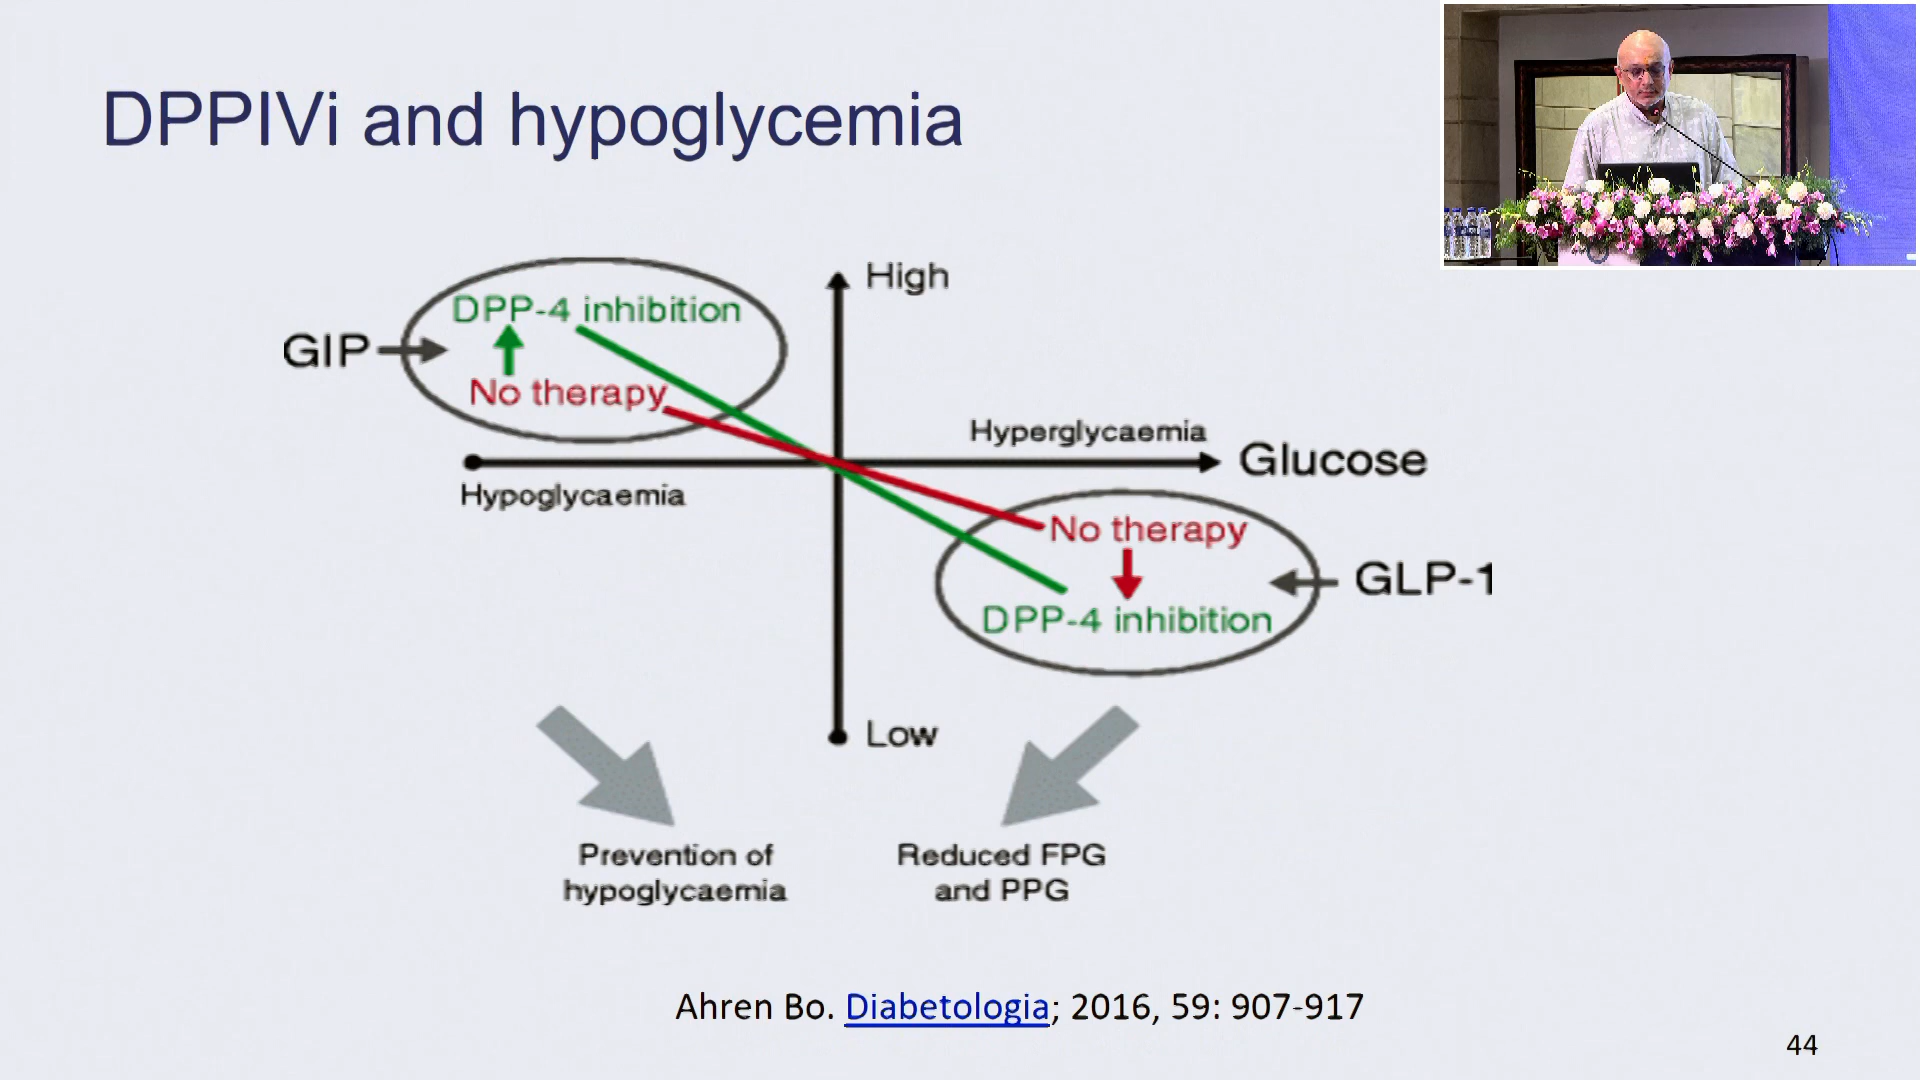 DPPIVi and hypoglycemia
High
DPP-4 inhibition
GIP
No therapy
Hyperglycaemia
Glucose
Hypoglycaemia
No therapy
GLP-1
DPP-4 inhibition
Low
Prevention of
hypoglycaemia
Reduced FPG
and PPG
Ahren Bo. Diabetologia; 2016, 59: 907-917
44